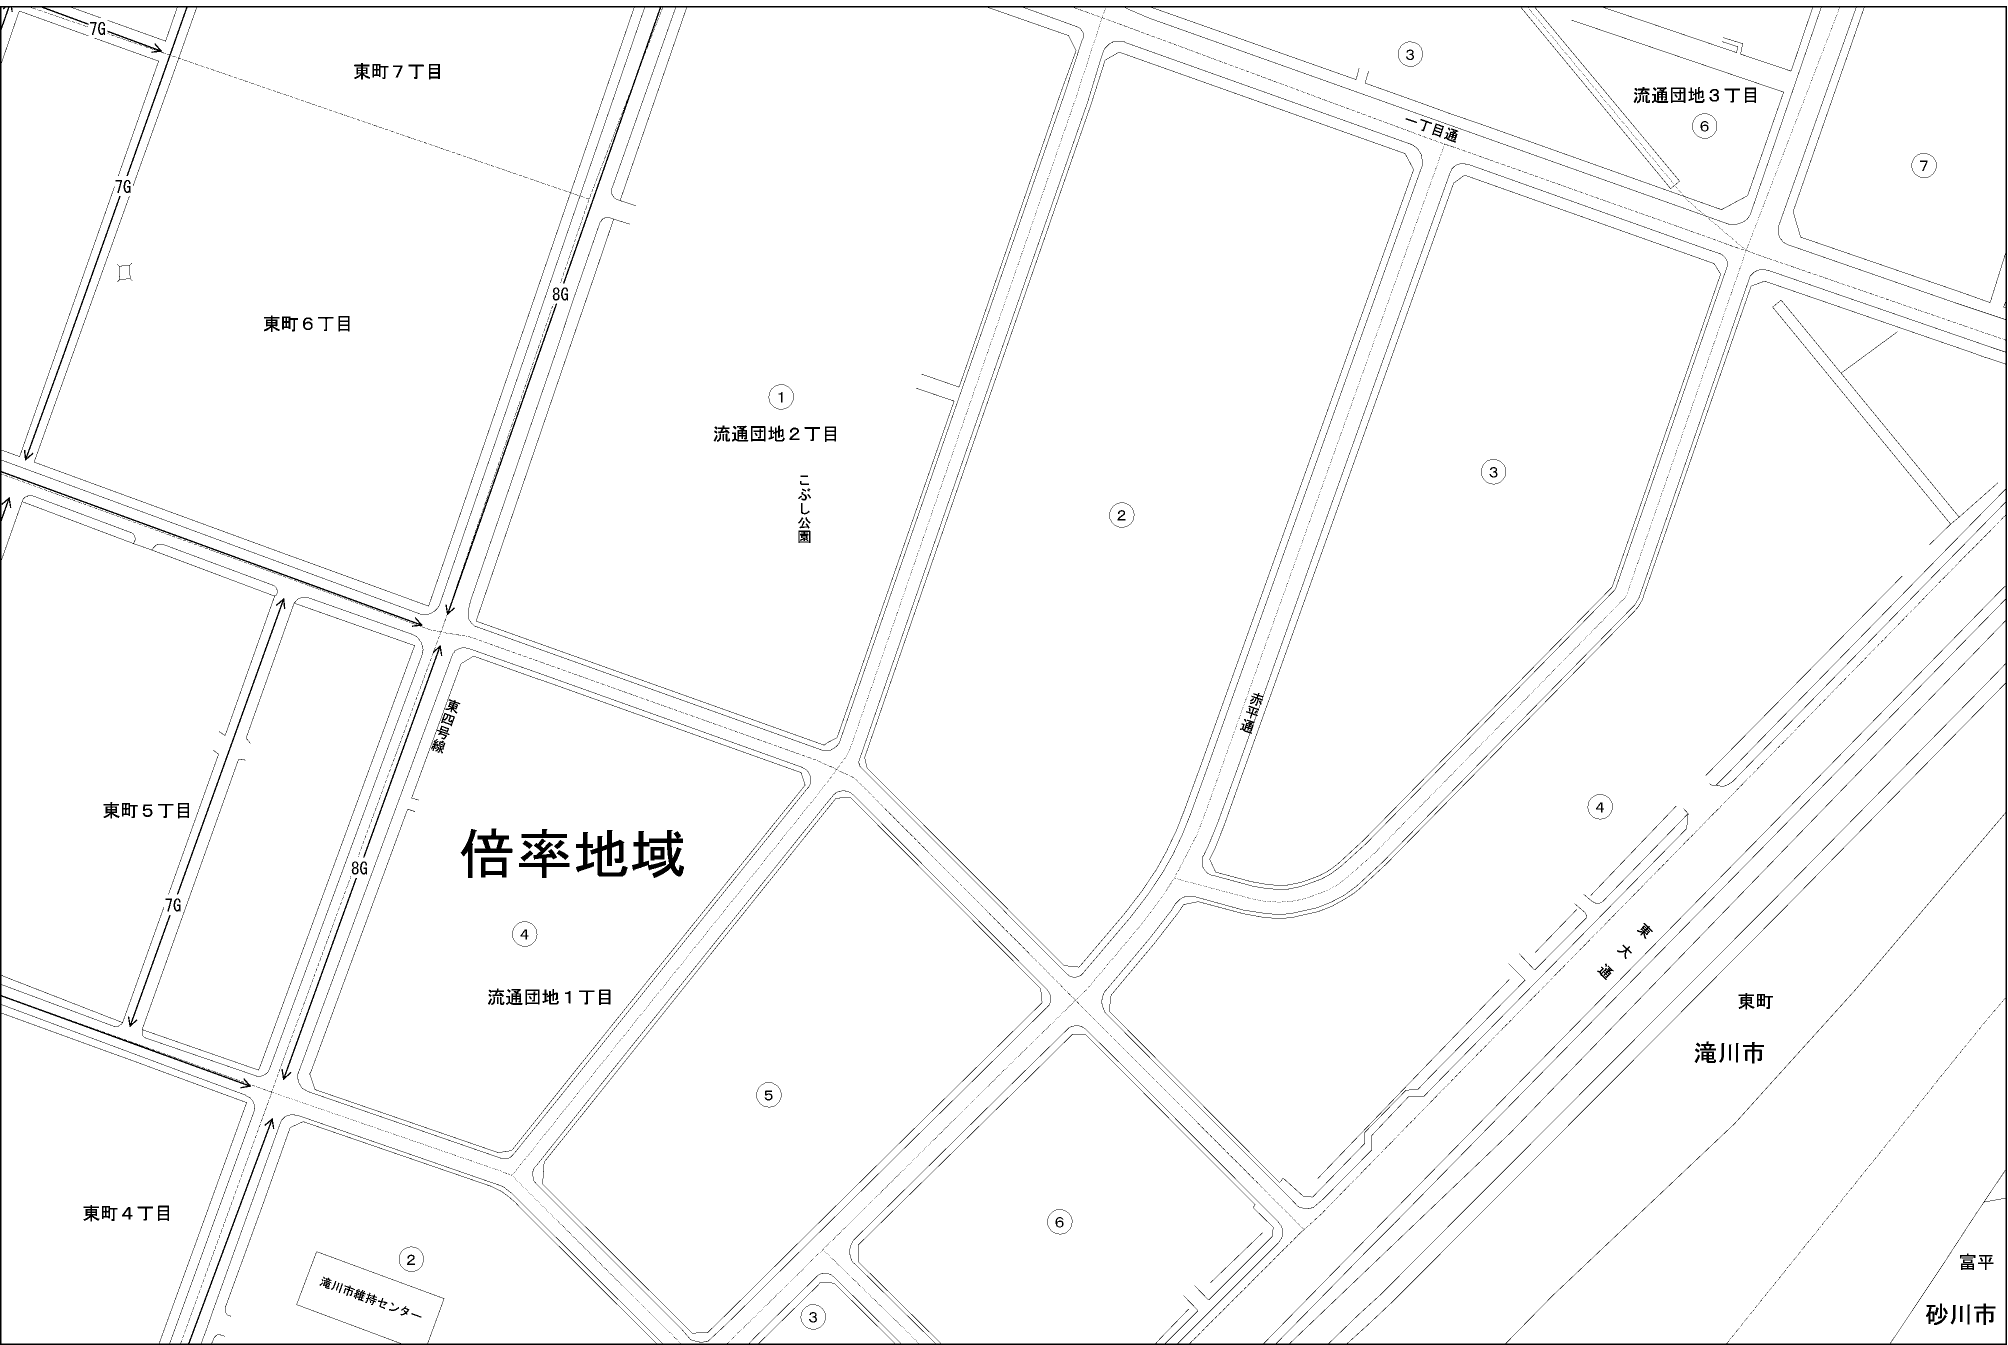 7G
東町７丁目
③
流通団地３丁目
⑥
一丁目通
⑦
7G
8G
東町６丁目
①
流通団地２丁目
こぶし公園
③
②
東四号線
赤平通
東町５丁目
④
倍率地域
8G
7G
④
東大通
流通団地１丁目
東町
滝川市
⑤
東町４丁目
⑥
②
滝川市維持センター
富平
③
砂川市